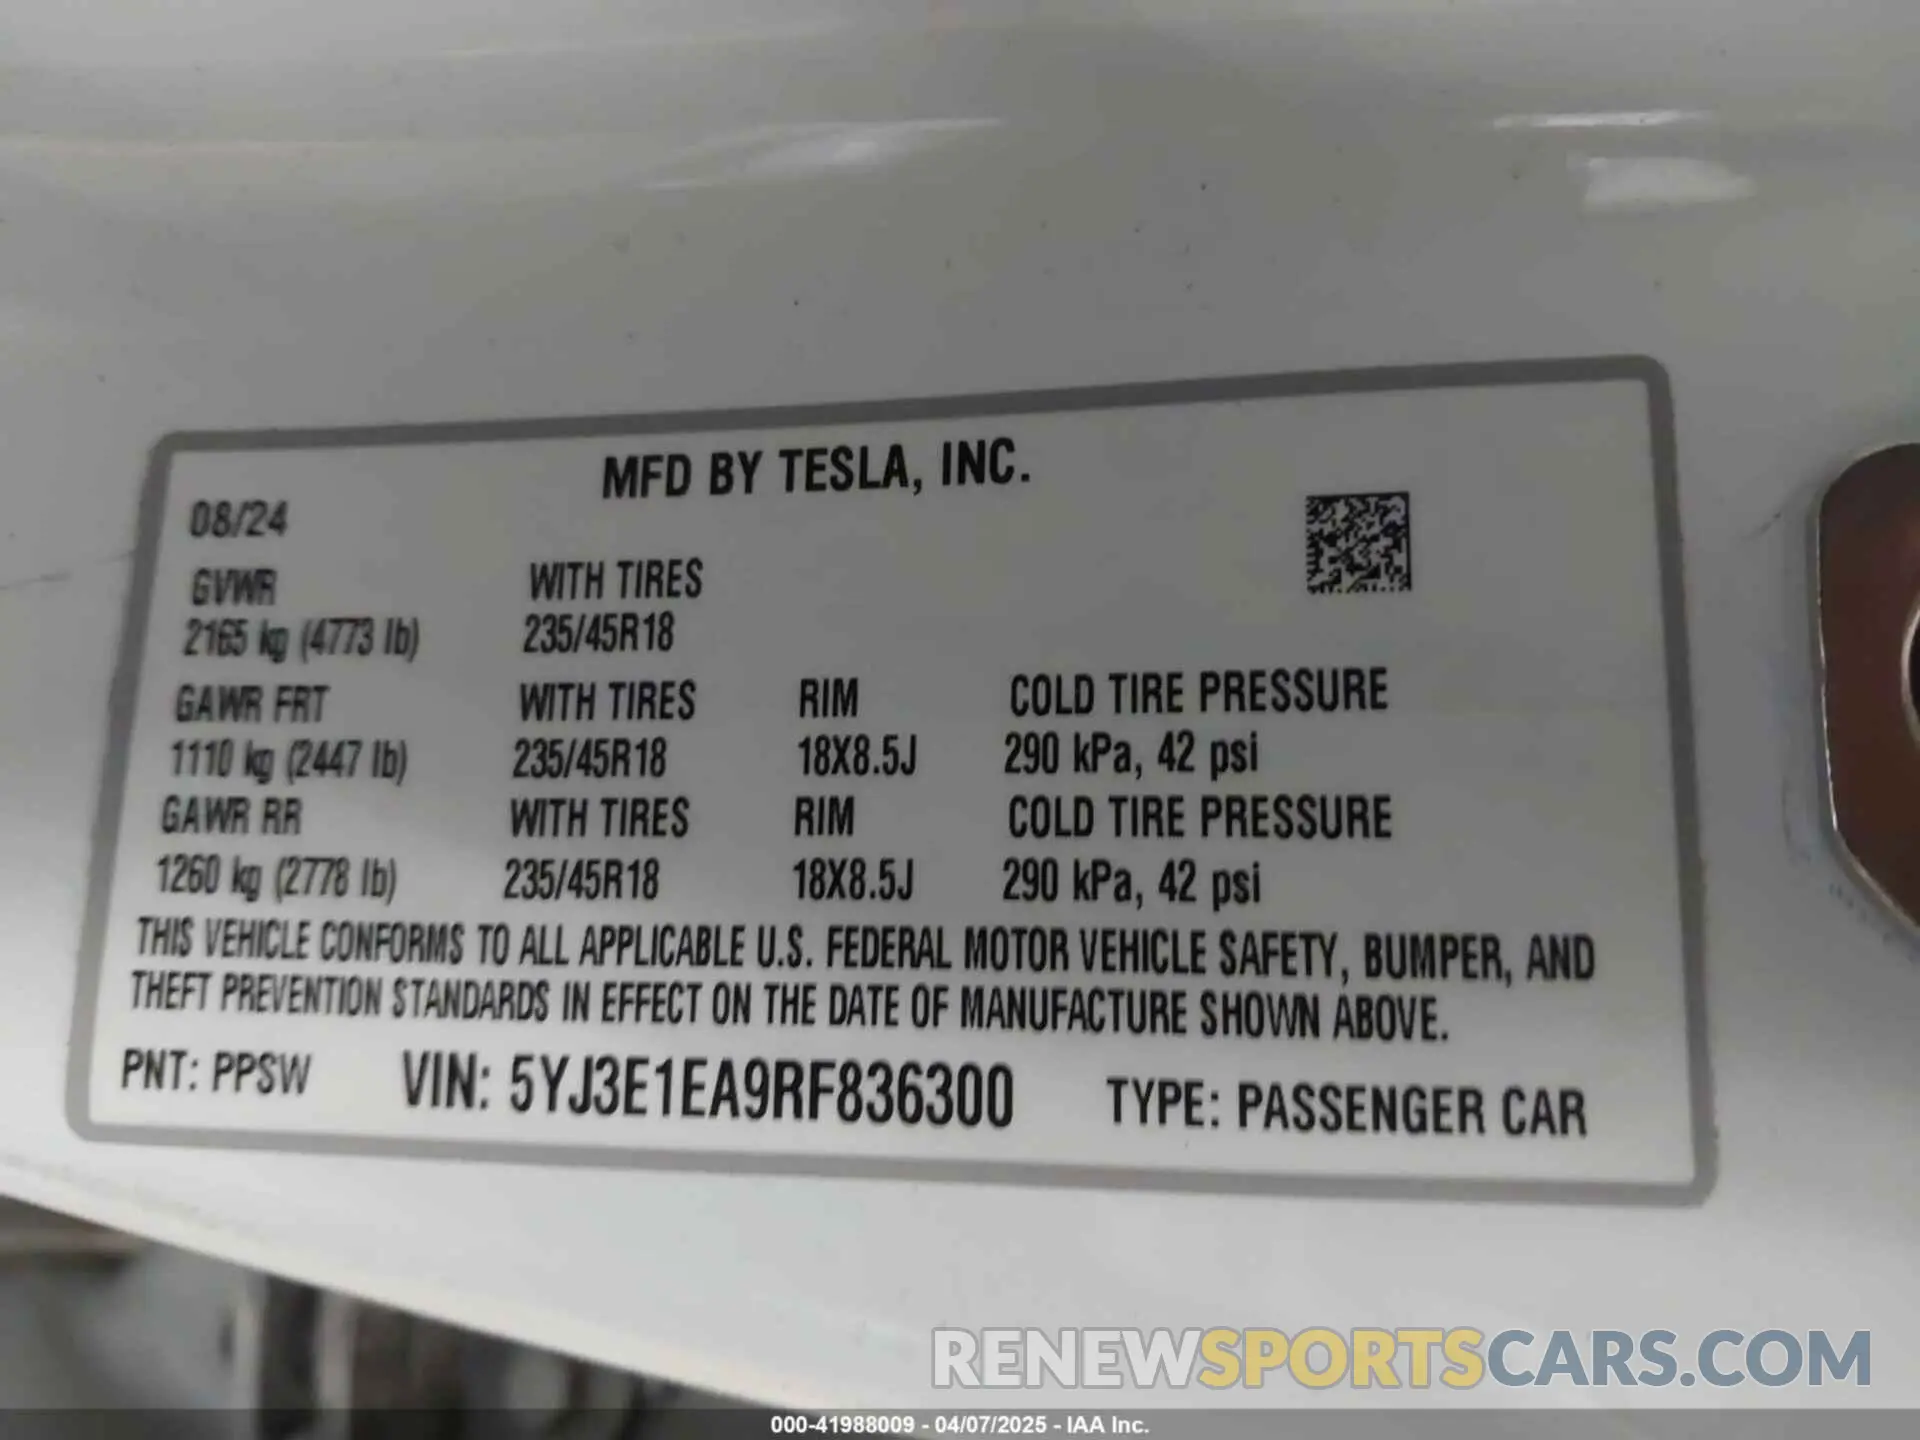 MFD BY TESLA, INC.
08/24
GVWR WITH TIRES
2165 kg (4773 lb) 235/45R18
GAWR FRT WITH TIRES RIM COLD TIRE PRESSURE
1110 kg (2447 lb) 235/45R18 18X8.5J 290 kPa, 42 psi
GAWR RR WITH TIRES RIM COLD TIRE PRESSURE
1260 kg (2778 lb) 235/45R18 18X8.5J 290 kPa, 42 psi
THIS VEHICLE CONFORMS TO ALL APPLICABLE U.S. FEDERAL MOTOR VEHICLE SAFETY, BUMPER, AND
THEFT PREVENTION STANDARDS IN EFFECT ON THE DATE OF MANUFACTURE SHOWN ABOVE.
PNT: PPSW VIN: 5YJ3E1EA9RF836300 TYPE: PASSENGER CAR
RENEWSPORTSCARS.COM
000-41988009 - 04/07/2025 - IAA Inc.